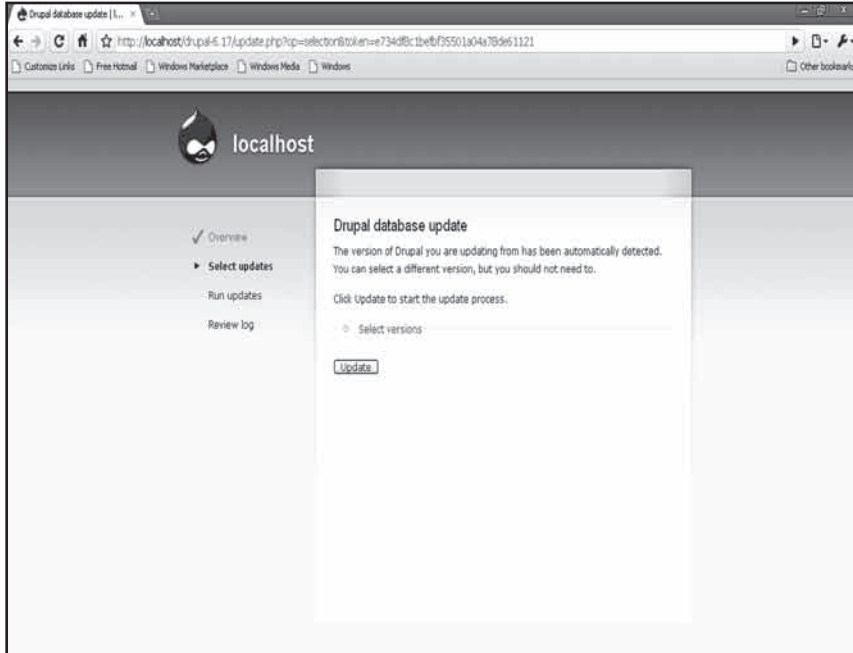 Drupal database update | l...
http://localhost/drupal-6.17/update.php?op=selection&token=e734df8c1befbf35501a04a78de61121
Customize Links Free Hotmail Windows Marketplace Windows Media Windows Other bookmarks
localhost
Drupal database update
Overview
The version of Drupal you are updating from has been automatically detected.
You can select a different version, but you should not need to.
Select updates
Run updates
Click Update to start the update process.
Review log
Select versions
Update